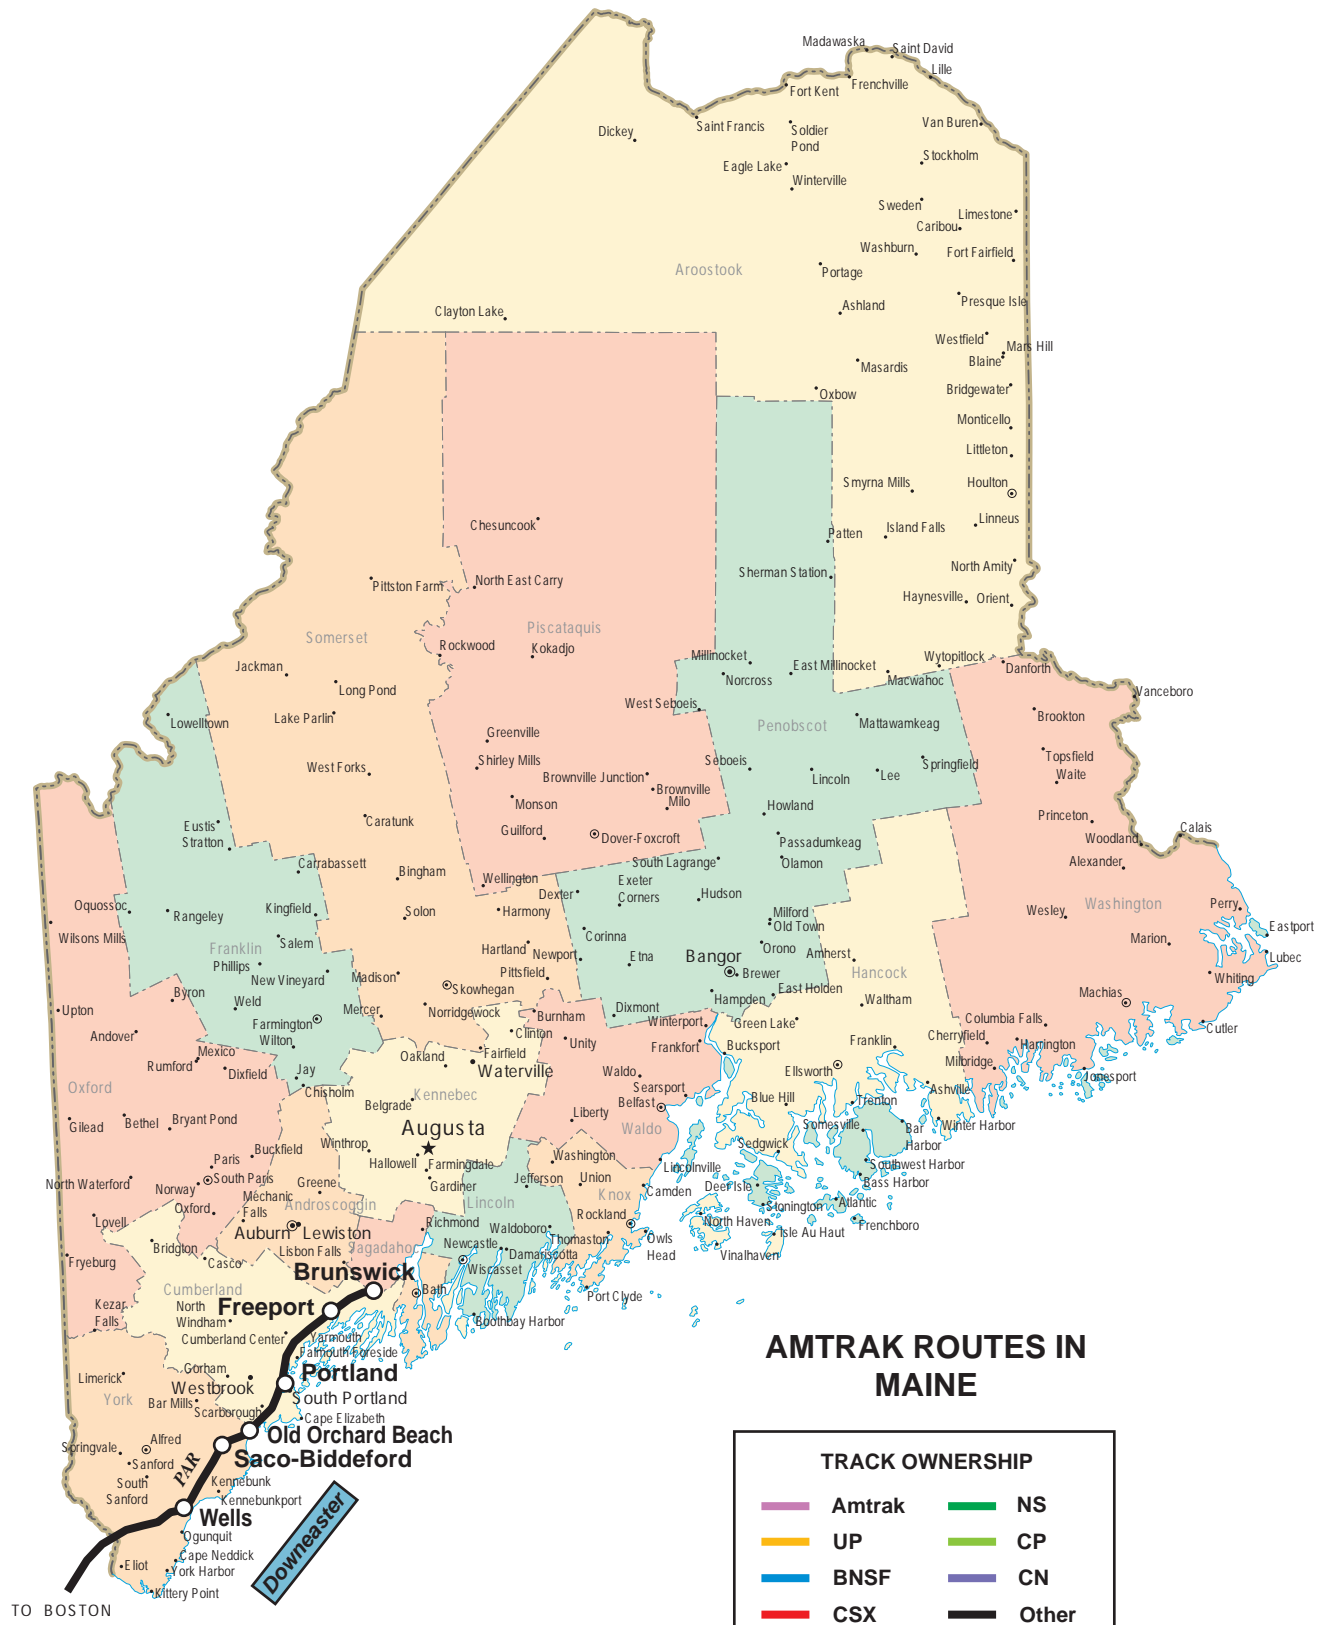 Madawaska
Saint David
Lille
Frenchville
Fort Kent
Saint Francis
Soldier
Pond
Van Buren
Dickey
Eagle Lake
Stockholm
Winterville
Sweden
Limestone
Caribou
Washburn
Fort Fairfield
Aroostook
Portage
Presque Isle
Ashland
Clayton Lake
Westfield
Mars Hill
Blaine
Masardis
Bridgewater
Oxbow
Monticello
Littleton
Smyrna Mills
Houlton
Chesuncook
Linneus
Island Falls
Patten
North Amity
Sherman Station
Pittston Farm
North East Carry
Haynesville
Orient
Somerset
Piscataquis
Rockwood
Kokadjo
Millinocket
East Millinocket
Wytopitlock
Danforth
Jackman
Norcross
Macwahoc
Long Pond
Vanceboro
West Seboeis
Lowelltown
Lake Parlin
Penobscot
Mattawamkeag
Brookton
Greenville
Topsfield
Shirley Mills
West Forks
Seboeis
Springfield
Brownville Junction
Lincoln
Lee
Waite
Brownville
Monson
Milo
Howland
Princeton
Caratunk
Eustis
Guilford
Dover-Foxcroft
Passadumkeag
Woodland
Calais
Stratton
South Lagrange
Olamon
Alexander
Carrabassett
Bingham
Wellington
Exeter
Corners
Dexter
Hudson
Oquossoc
Rangeley
Kingfield
Solon
Harmony
Milford
Old Town
Wesley
Washington
Perry
Wilsons Mills
Salem
Corinna
Eastport
Marion
Franklin
Hartland
Newport
Etna
Bangor
Orono
Amherst
Lubec
Phillips
New Vineyard
Madison
Pittsfield
Brewer
Hancock
Whiting
Byron
Skowhegan
East Holden
Hampden
Machias
Upton
Weld
Mercer
Norridgewock
Burnham
Dixmont
Waltham
Farmington
Winterport
Green Lake
Columbia Falls
Cutler
Andover
Wilton
Clinton
Unity
Frankfort
Franklin
Cherryfield
Harrington
Mexico
Oakland
Fairfield
Bucksport
Milbridge
Rumford
Dixfield
Jay
Waterville
Waldo
Ellsworth
Jonesport
Oxford
Chisholm
Kennebec
Searsport
Ashville
Belgrade
Belfast
Blue Hill
Trenton
Gilead
Bethel
Bryant Pond
Augusta
Liberty
Waldo
Somesville
Bar
Harbor
Winter Harbor
Buckfield
Winthrop
Sedgwick
Paris
Hallowell
Farmingdale
Washington
Lincolnville
Southwest Harbor
North Waterford
South Paris
Gardiner
Jefferson
Union
Camden
Deer Isle
Bass Harbor
Norway
Mechanic
Falls
Greene
Androscoggin
Lincoln
Knox
Stonington
Atlantic
Oxford
Lovell
Richmond
Rockland
North Haven
Frenchboro
Auburn
Lewiston
Waldoboro
Thomaston
Owls
Head
Isle Au Haut
Bridgton
Lisbon Falls
Sagadahoc
Newcastle
Damariscotta
Vinalhaven
Fryeburg
Casco
Wiscasset
Brunswick
Cumberland
Bath
Port Clyde
Kezar
Falls
North
Windham
Freeport
Boothbay Harbor
Cumberland Center
Yarmouth
Falmouth Foreside
Limerick
Gorham
Portland
Westbrook
York
Bar Mills
South Portland
Scarborough
Cape Elizabeth
Old Orchard Beach
Springvale
Alfred
Saco-Biddeford
Sanford
PAR
South
Sanford
Kennebunk
Kennebunkport
Wells
Ogunquit
Downeaster
Cape Neddick
Eliot
York Harbor
Kittery Point
TO BOSTON
AMTRAK ROUTES IN
MAINE
TRACK OWNERSHIP
Amtrak
NS
UP
CP
BNSF
CN
CSX
Other